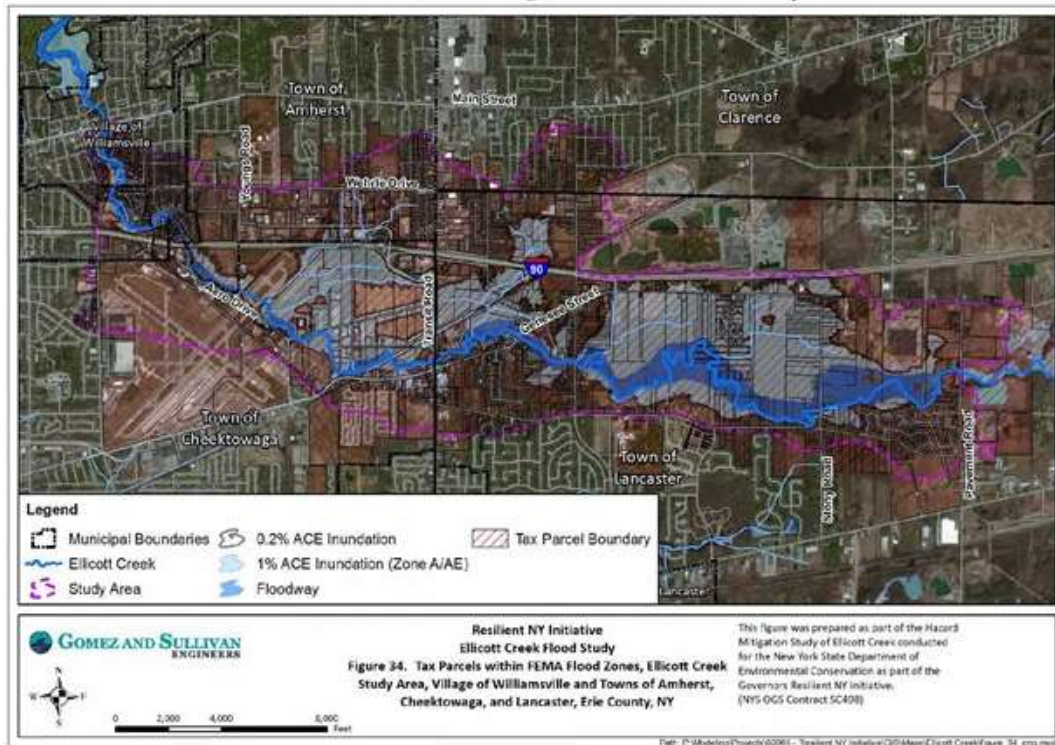 Town of
Amherst
Main Street
Town of
Clarence
Village of
Williamsville
Youngs Road
Wehrle Drive
90
Aero Drive
Transit Road
Genesee Street
Town of
Cheektowaga
Town of
Lancaster
Stony Road
Pavement Road
Lancaster
Legend
Municipal Boundaries
0.2% ACE Inundation
Tax Parcel Boundary
Ellicott Creek
1% ACE Inundation (Zone A/AE)
Study Area
Floodway
GOMEZ AND SULLIVAN
ENGINEERS
N
W
E
S
0 2,000 4,000 8,000
Feet
Resilient NY Initiative
Ellicott Creek Flood Study
Figure 34. Tax Parcels within FEMA Flood Zones, Ellicott Creek
Study Area, Village of Williamsville and Towns of Amherst,
Cheektowaga, and Lancaster, Erie County, NY
This figure was prepared as part of the Hazard
Mitigation Study of Ellicott Creek conducted
for the New York State Department of
Environmental Conservation as part of the
Governors Resilient NY Initiative.
(NYS OGS Contract SC408)